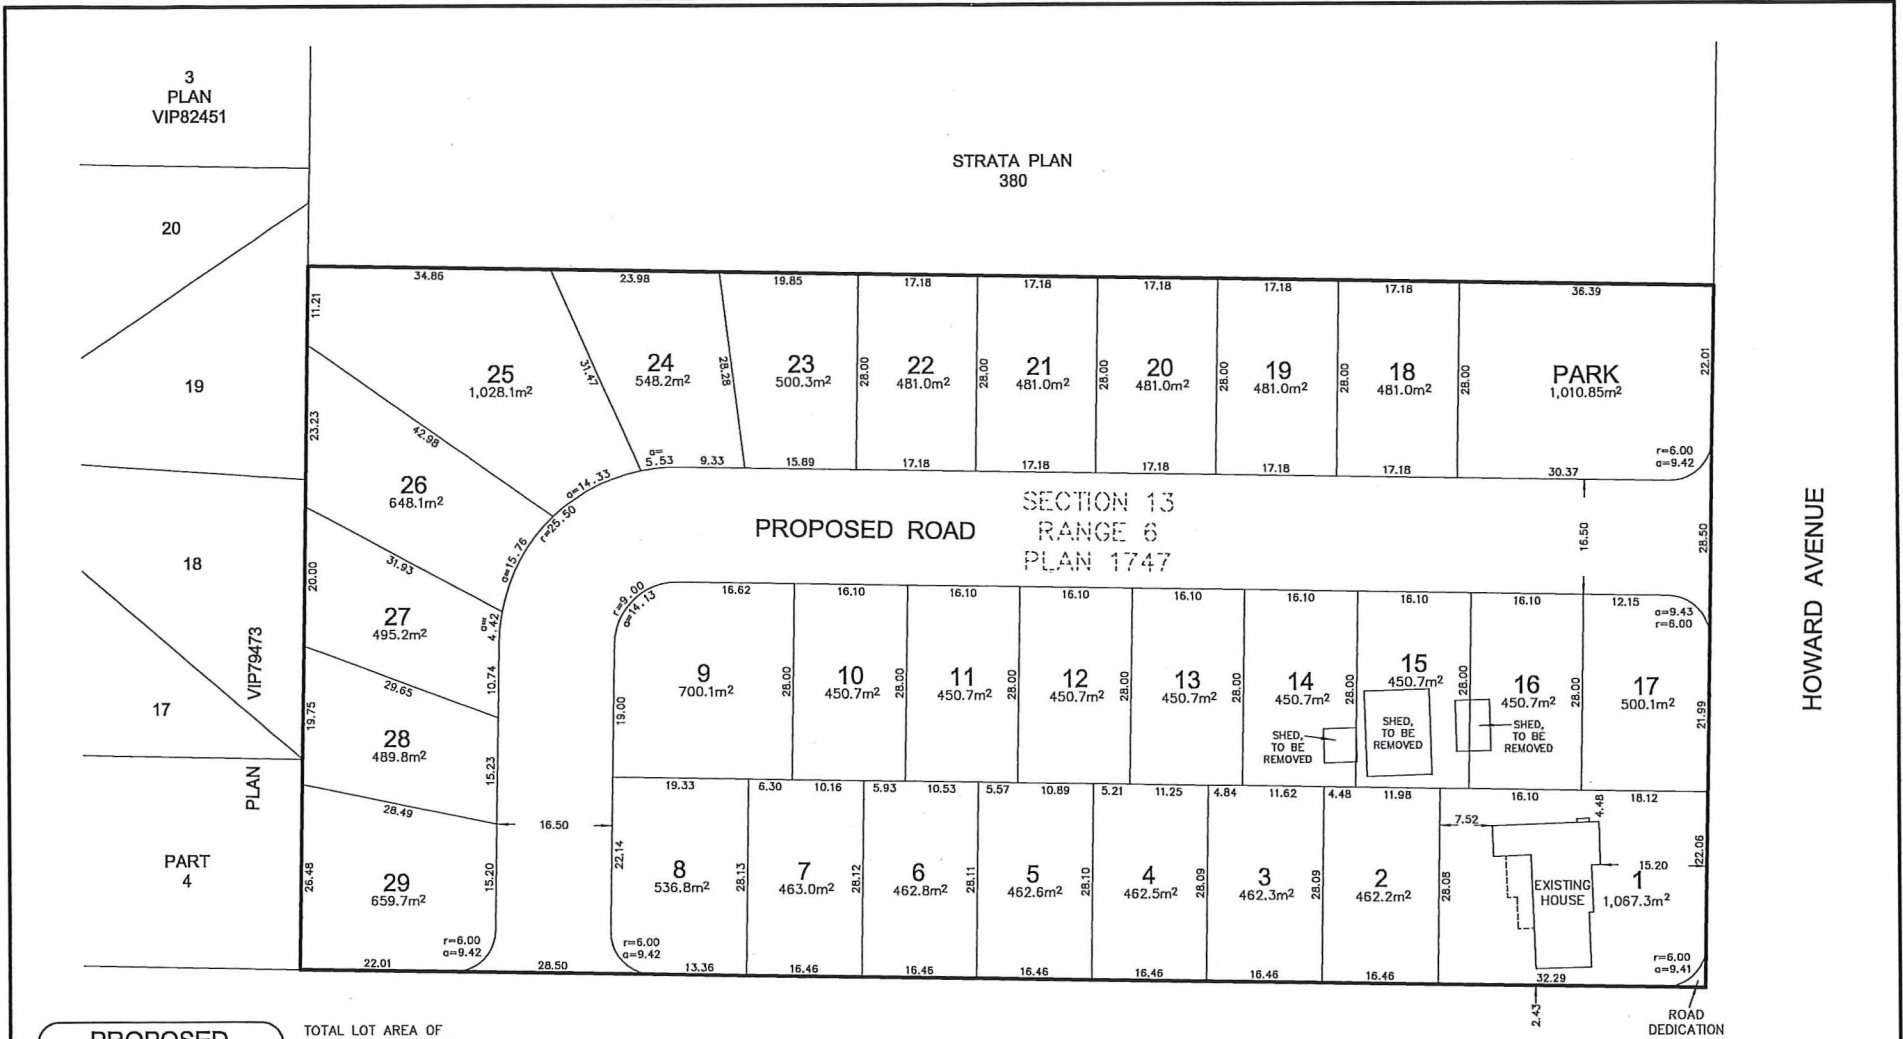 3
PLAN
VIP82451
STRATA PLAN
380
20
19
18
17
PLAN VIP79473
PART
4
34.86
23.98
19.85
17.18
17.18
17.18
17.18
17.18
36.39
11.21
23.23
20.00
19.75
26.48
25
1,028.1m²
31.47
24
548.2m²
28.28
23
500.3m²
28.00
22
481.0m²
28.00
21
481.0m²
28.00
20
481.0m²
28.00
19
481.0m²
28.00
18
481.0m²
28.00
PARK
1,010.85m²
22.01
r=6.00
a=9.42
42.98
a=
5.53
9.33
15.89
17.18
17.18
17.18
17.18
17.18
30.37
26
648.1m²
a=14.33
r=25.50
a=15.76
31.93
PROPOSED ROAD
SECTION 13
RANGE 6
PLAN 1747
16.50
28.50
HOWARD AVENUE
27
495.2m²
a=
4.42
10.74
29.65
r=9.00
a=14.13
16.62
16.10
16.10
16.10
16.10
16.10
16.10
16.10
12.15
a=9.43
r=6.00
28
489.8m²
15.23
28.49
19.00
9
700.1m²
28.00
10
450.7m²
28.00
11
450.7m²
28.00
12
450.7m²
28.00
13
450.7m²
28.00
14
450.7m²
28.00
15
450.7m²
28.00
16
450.7m²
28.00
17
500.1m²
21.99
SHED,
TO BE
REMOVED
SHED,
TO BE
REMOVED
SHED,
TO BE
REMOVED
19.33
6.30
10.16
5.93
10.53
5.57
10.89
5.21
11.25
4.84
11.62
4.48
11.98
16.10
18.12
16.50
29
659.7m²
15.20
22.14
8
536.8m²
28.13
7
463.0m²
28.12
6
462.8m²
28.11
5
462.6m²
28.10
4
462.5m²
28.09
3
462.3m²
28.09
2
462.2m²
28.08
7.52
4.48
EXISTING
HOUSE
15.20
1
1,067.3m²
22.06
r=6.00
a=9.42
r=6.00
a=9.42
r=6.00
a=9.41
22.01
28.50
13.36
16.46
16.46
16.46
16.46
16.46
16.46
32.29
2.43
ROAD
DEDICATION
PROPOSED
TOTAL LOT AREA OF